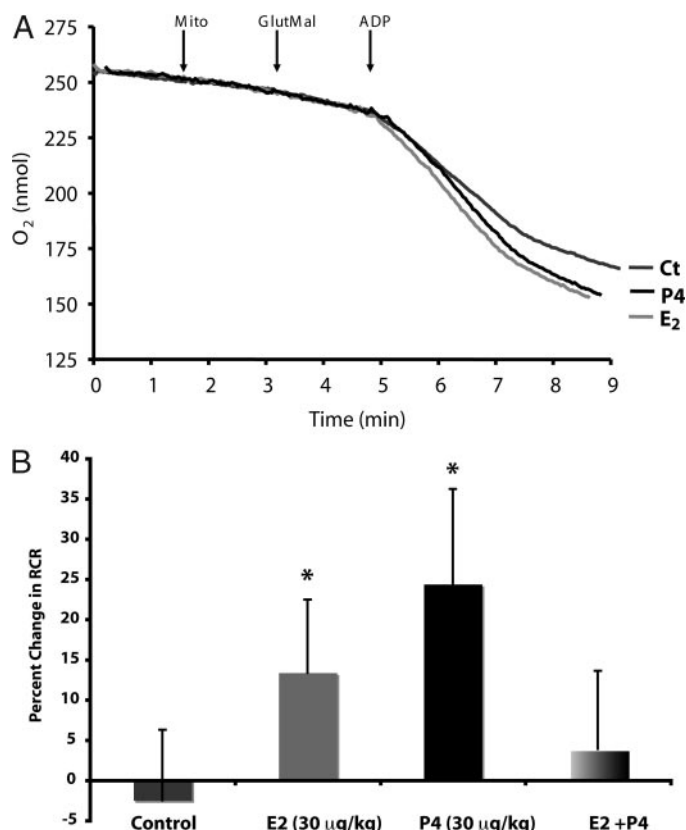 A
Mito GlutMal ADP
275
250
225
200
175
150
125
O2 (nmol)
Ct
P4
E2
0 1 2 3 4 5 6 7 8 9
Time (min)
B
40
35
30
25
20
15
10
5
0
-5
Percent Change in RCR
* *
Control E2 (30 µg/kg) P4 (30 µg/kg) E2 +P4